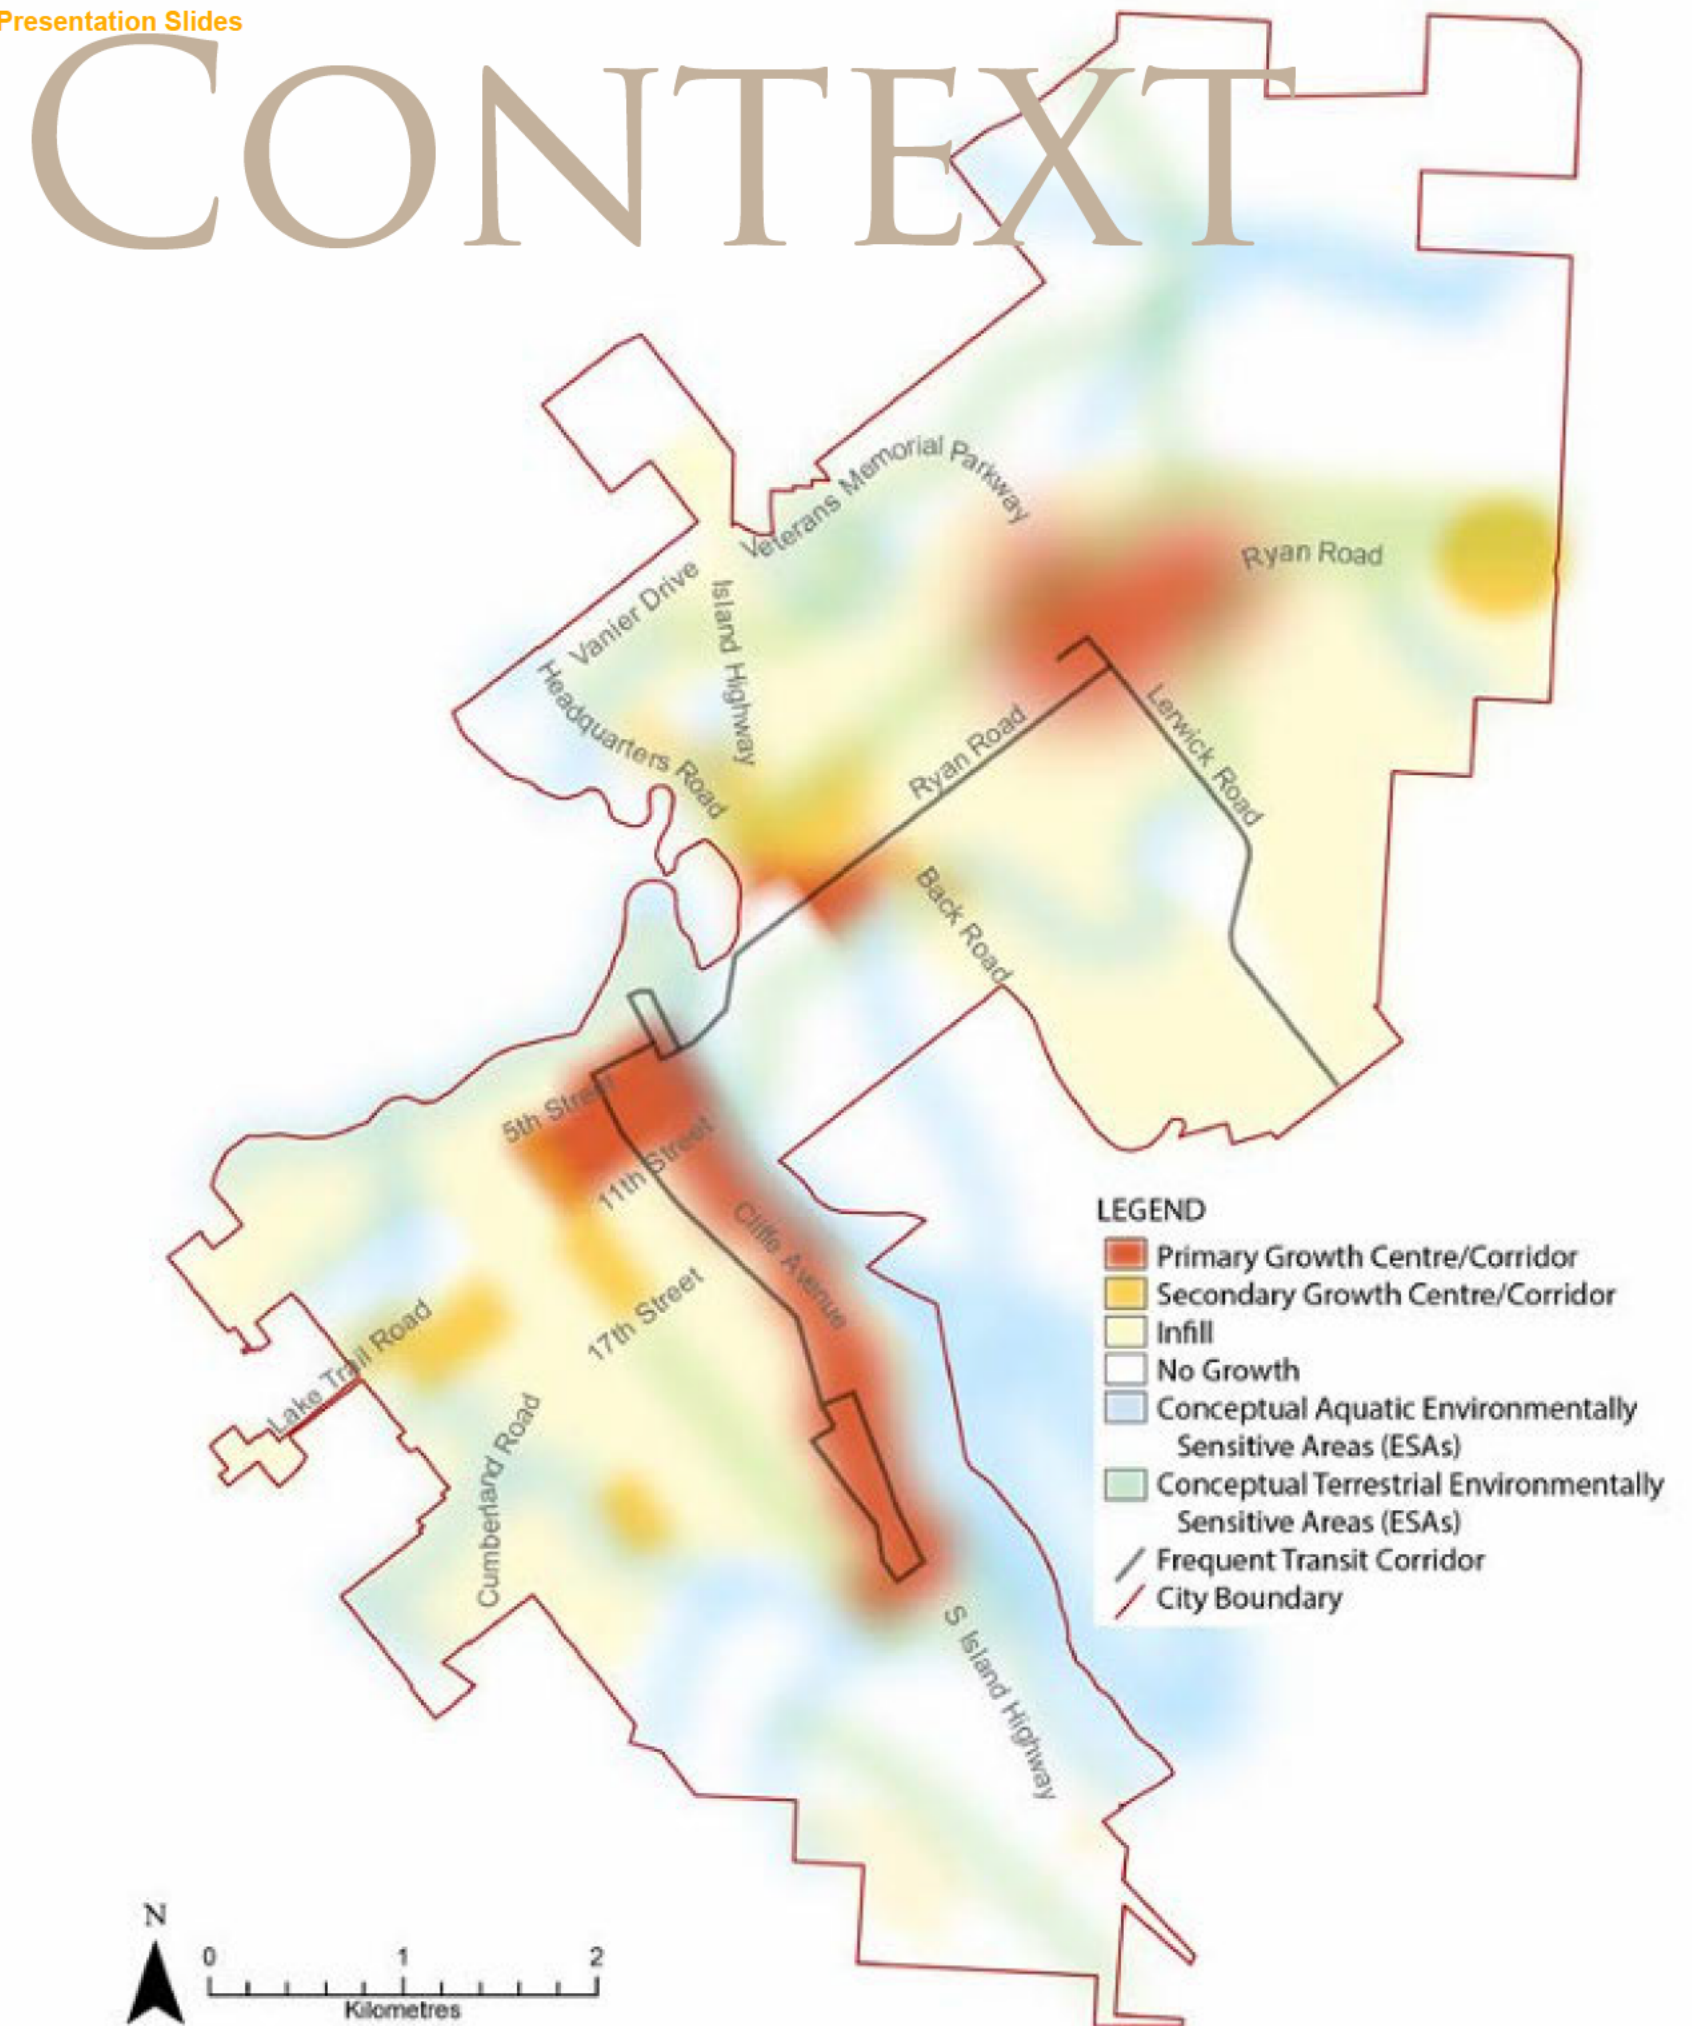 Presentation Slides
CONTEXT
Veterans Memorial Parkway
Ryan Road
Vanier Drive
Island Highway
Headquarters Road
Ryan Road
Lerwick Road
Back Road
5th Street
11th Street
Cliffe Avenue
17th Street
Lake Trail Road
Cumberland Road
S Island Highway
LEGEND
Primary Growth Centre/Corridor
Secondary Growth Centre/Corridor
Infill
No Growth
Conceptual Aquatic Environmentally
Sensitive Areas (ESAs)
Conceptual Terrestrial Environmentally
Sensitive Areas (ESAs)
Frequent Transit Corridor
City Boundary
N
0 1 2
Kilometres